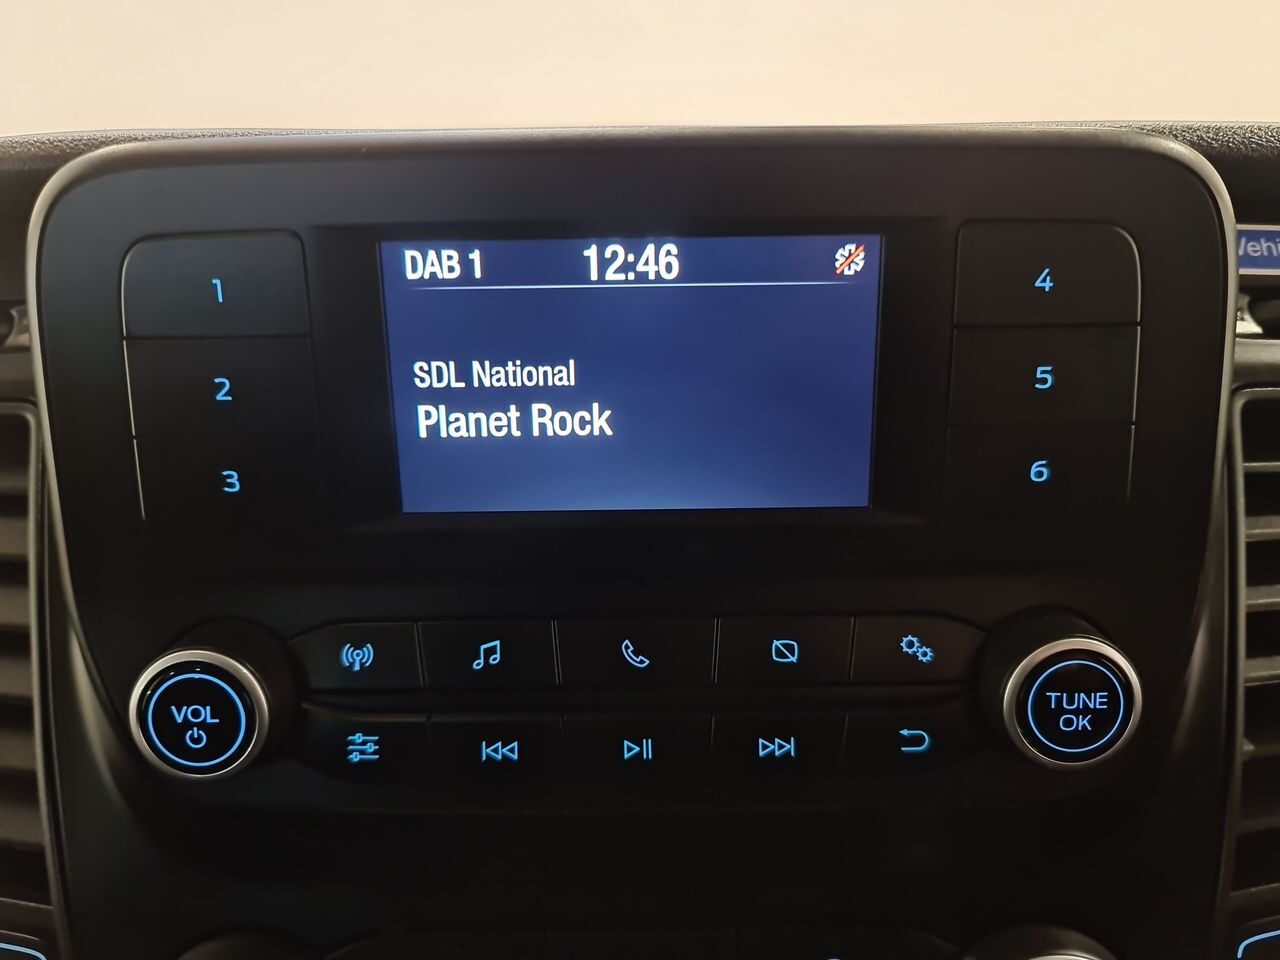 DAB 1 12:46
SDL National
Planet Rock
1
2
3
4
5
6
VOL
TUNE
OK